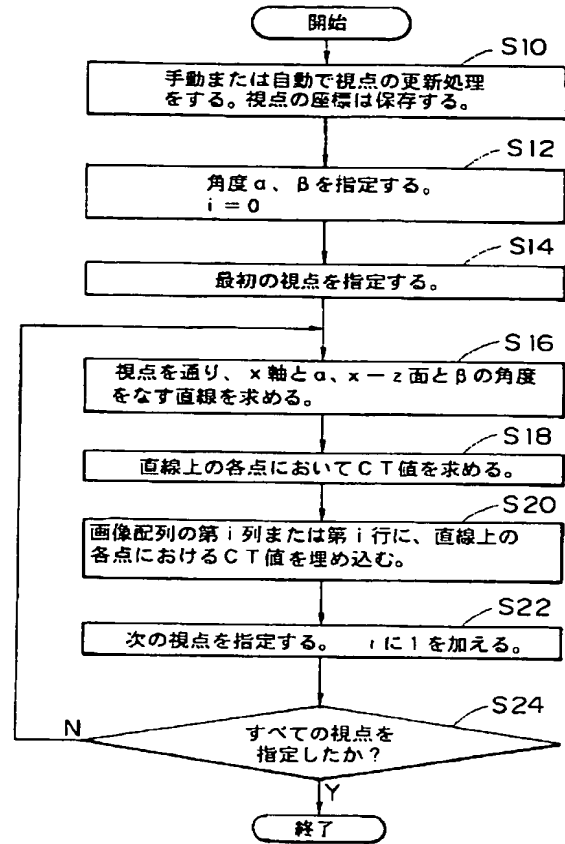 開始
S10
手動または自動で視点の更新処理
をする。視点の座標は保存する。
S12
角度α、βを指定する。
i=0
S14
最初の視点を指定する。
S16
視点を通り、x軸とα、x-z面とβの角度
をなす直線を求める。
S18
直線上の各点においてCT値を求める。
S20
画像配列の第i列または第i行に、直線上の
各点におけるCT値を埋め込む。
S22
次の視点を指定する。 iに1を加える。
S24
すべての視点を
指定したか?
N
Y
終了